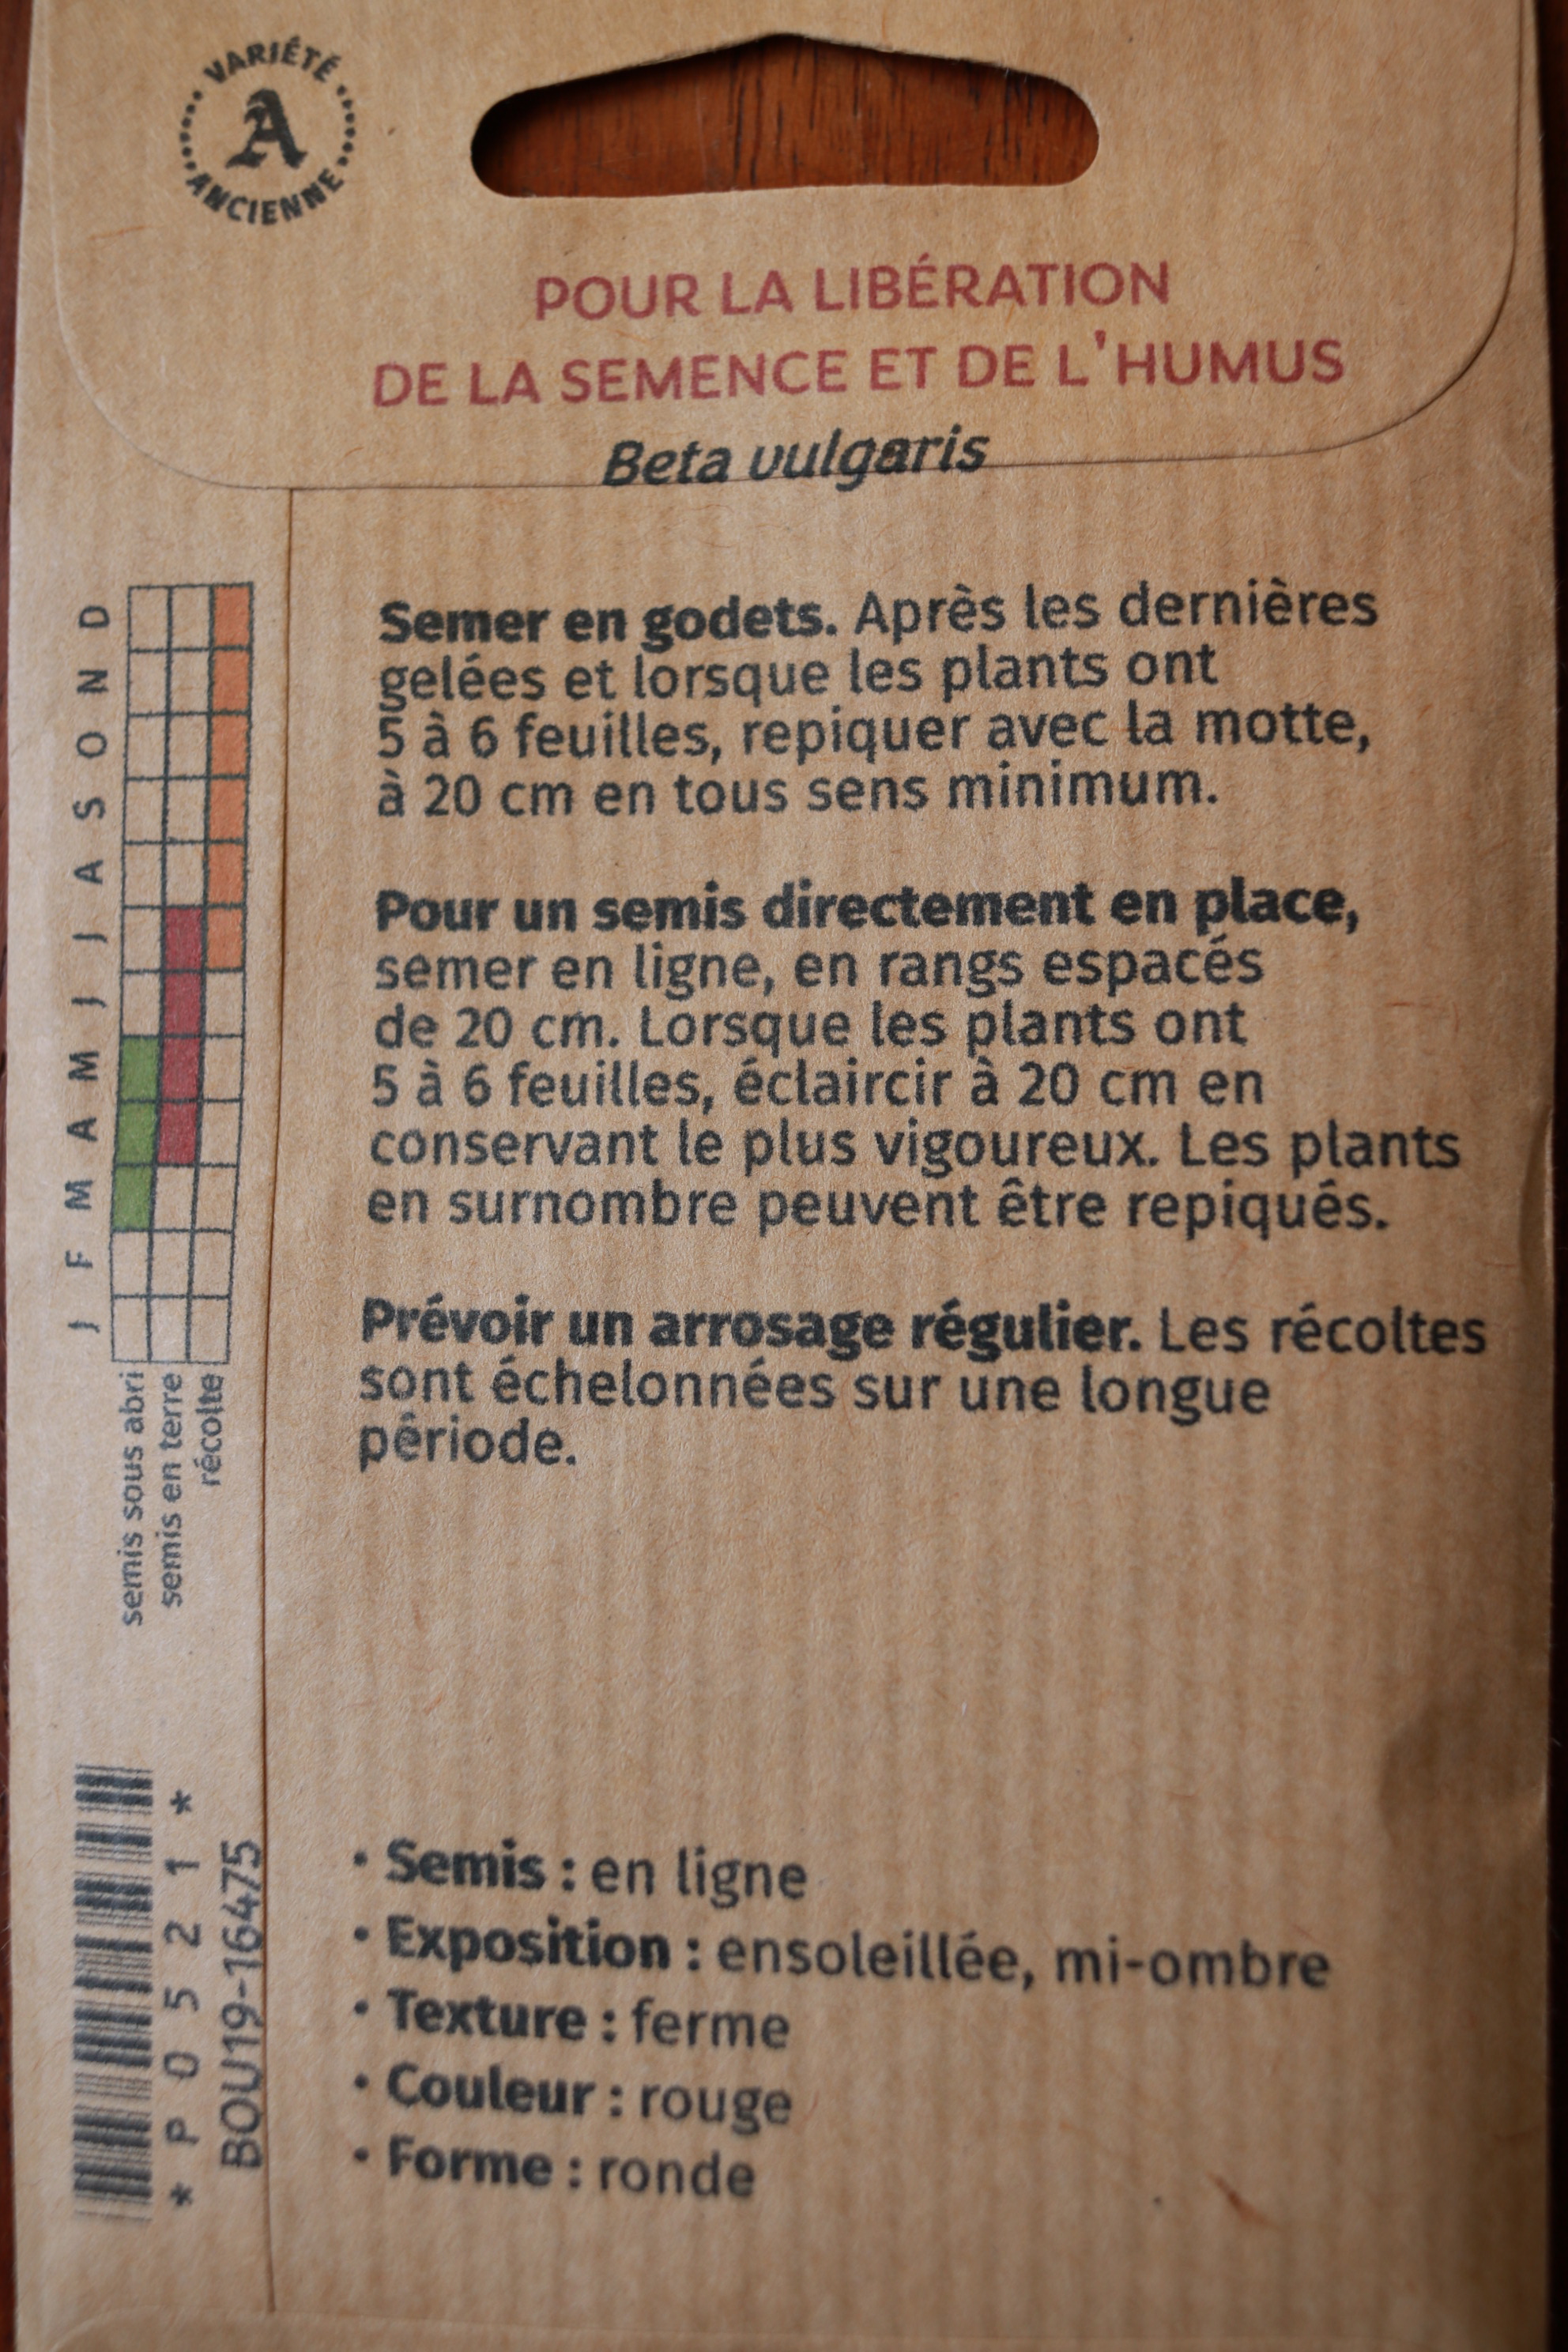 VARIÉTÉ
A
ANCIENNE
POUR LA LIBÉRATION
DE LA SEMENCE ET DE L'HUMUS
Beta vulgaris
Semer en godets. Après les dernières
gelées et lorsque les plants ont
5 à 6 feuilles, repiquer avec la motte,
à 20 cm en tous sens minimum.
Pour un semis directement en place,
semer en ligne, en rangs espacés
de 20 cm. Lorsque les plants ont
5 à 6 feuilles, éclaircir à 20 cm en
conservant le plus vigoureux. Les plants
en surnombre peuvent être repiqués.
Prévoir un arrosage régulier. Les récoltes
sont échelonnées sur une longue
période.
• Semis : en ligne
• Exposition : ensoleillée, mi-ombre
• Texture : ferme
• Couleur : rouge
• Forme : ronde
J F M A M J J A S O N D
semis sous abri
semis en terre
récolte
* P 0 5 2 1 *
BOU19-16475